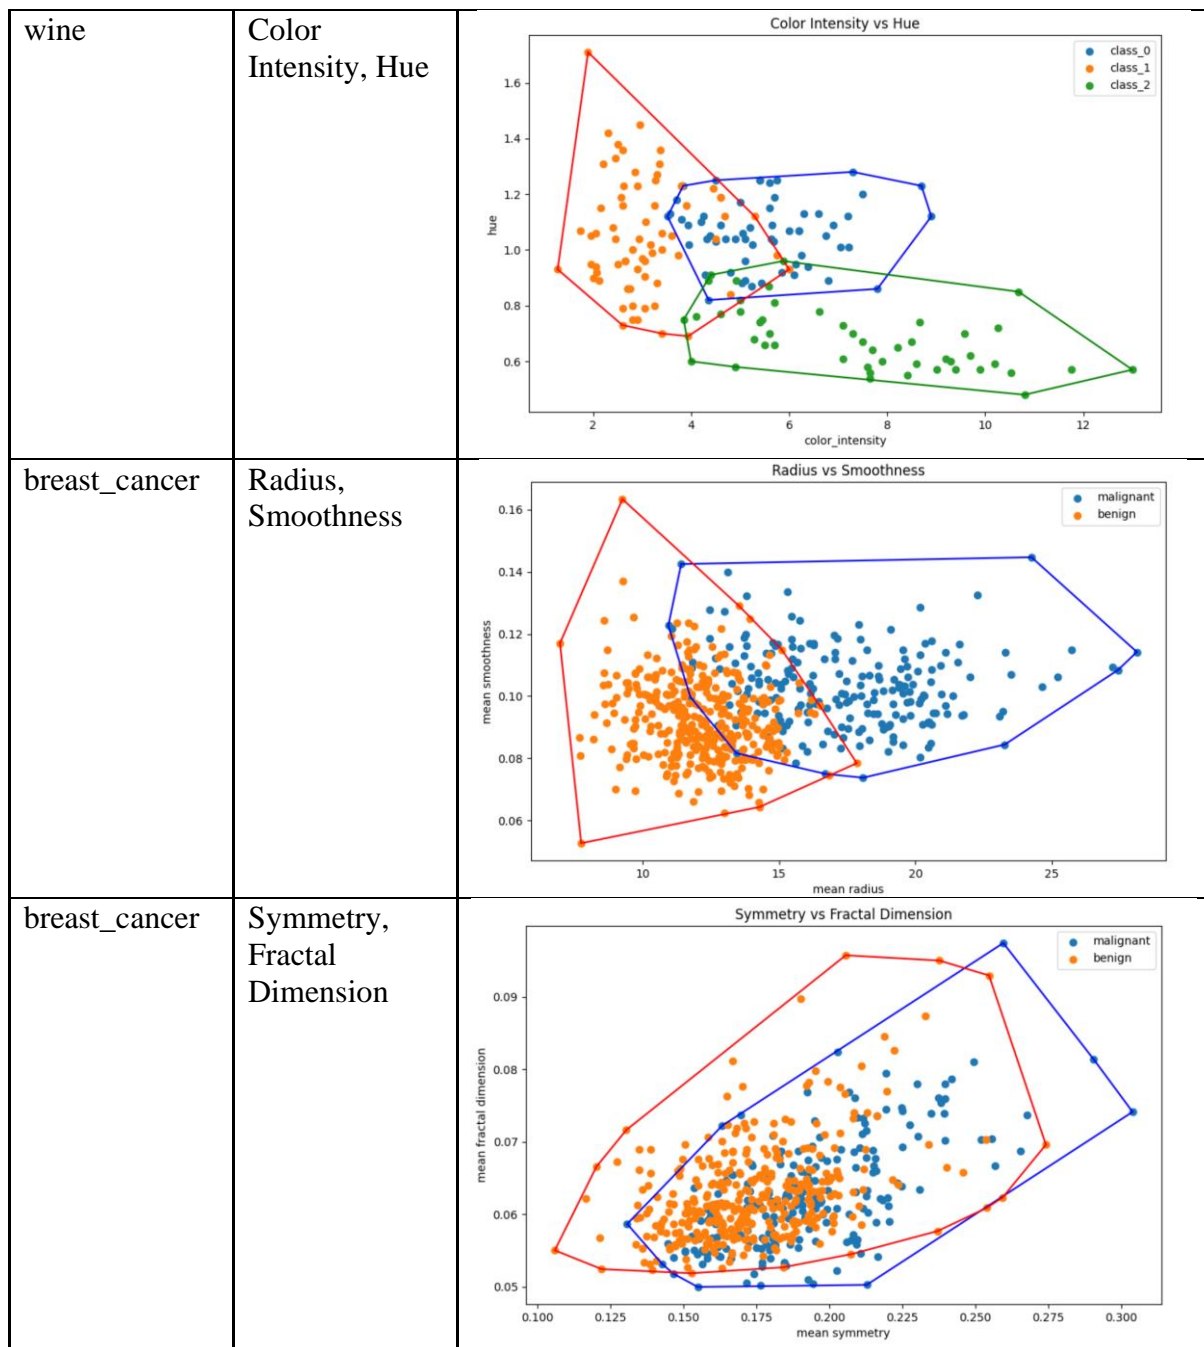 wine
Color
Intensity, Hue
Color Intensity vs Hue
class_0
class_1
class_2
1.6
1.4
1.2
1.0
0.8
0.6
hue
2 4 6 8 10 12
color_intensity
breast_cancer
Radius,
Smoothness
Radius vs Smoothness
malignant
benign
0.16
0.14
0.12
0.10
0.08
0.06
mean smoothness
10 15 20 25
mean radius
breast_cancer
Symmetry,
Fractal
Dimension
Symmetry vs Fractal Dimension
malignant
benign
0.09
0.08
0.07
0.06
0.05
mean fractal dimension
0.100 0.125 0.150 0.175 0.200 0.225 0.250 0.275 0.300
mean symmetry